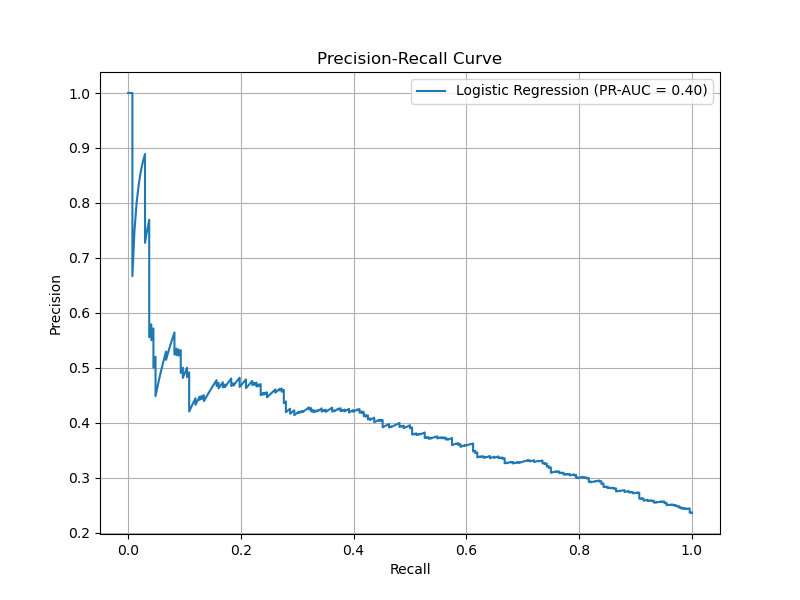 Precision-Recall Curve
Logistic Regression (PR-AUC = 0.40)
1.0
0.9
0.8
0.7
0.6
0.5
0.4
0.3
0.2
Precision
0.0 0.2 0.4 0.6 0.8 1.0
Recall